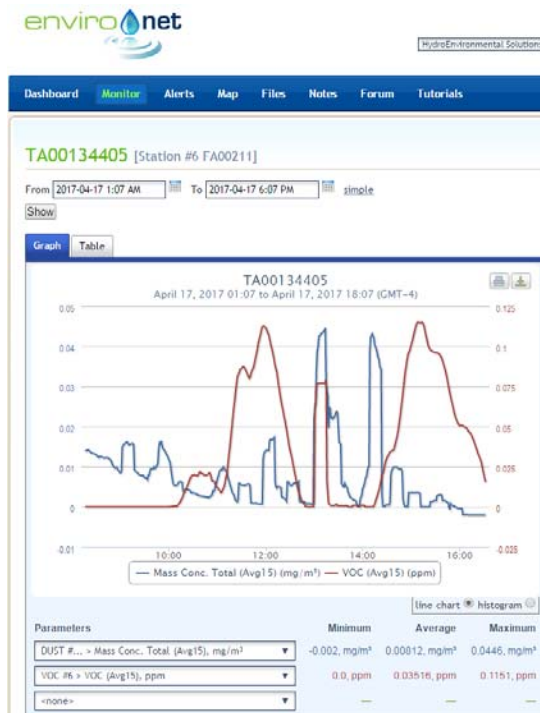 enviro net
HydroEnvironmental Solutions
Dashboard Monitor Alerts Map Files Notes Forum Tutorials
TA00134405 [Station #6 FA00211]
From 2017-04-17 1:07 AM To 2017-04-17 6:07 PM simple
Show
Graph Table
TA00134405
April 17, 2017 01:07 to April 17, 2017 18:07 (GMT-4)
0.05 0.125
0.04 0.1
0.03 0.075
0.02 0.05
0.01 0.025
0 0
-0.01 -0.025
10:00 12:00 14:00 16:00
Mass Conc. Total (Avg15) (mg/m³) VOC (Avg15) (ppm)
line chart histogram
Parameters Minimum Average Maximum
DUST #... > Mass Conc. Total (Avg15), mg/m³ -0.002, mg/m³ 0.00012, mg/m³ 0.0446, mg/m³
VOC #6 > VOC (Avg15), ppm 0.0, ppm 0.03516, ppm 0.1151, ppm
<none> — — —